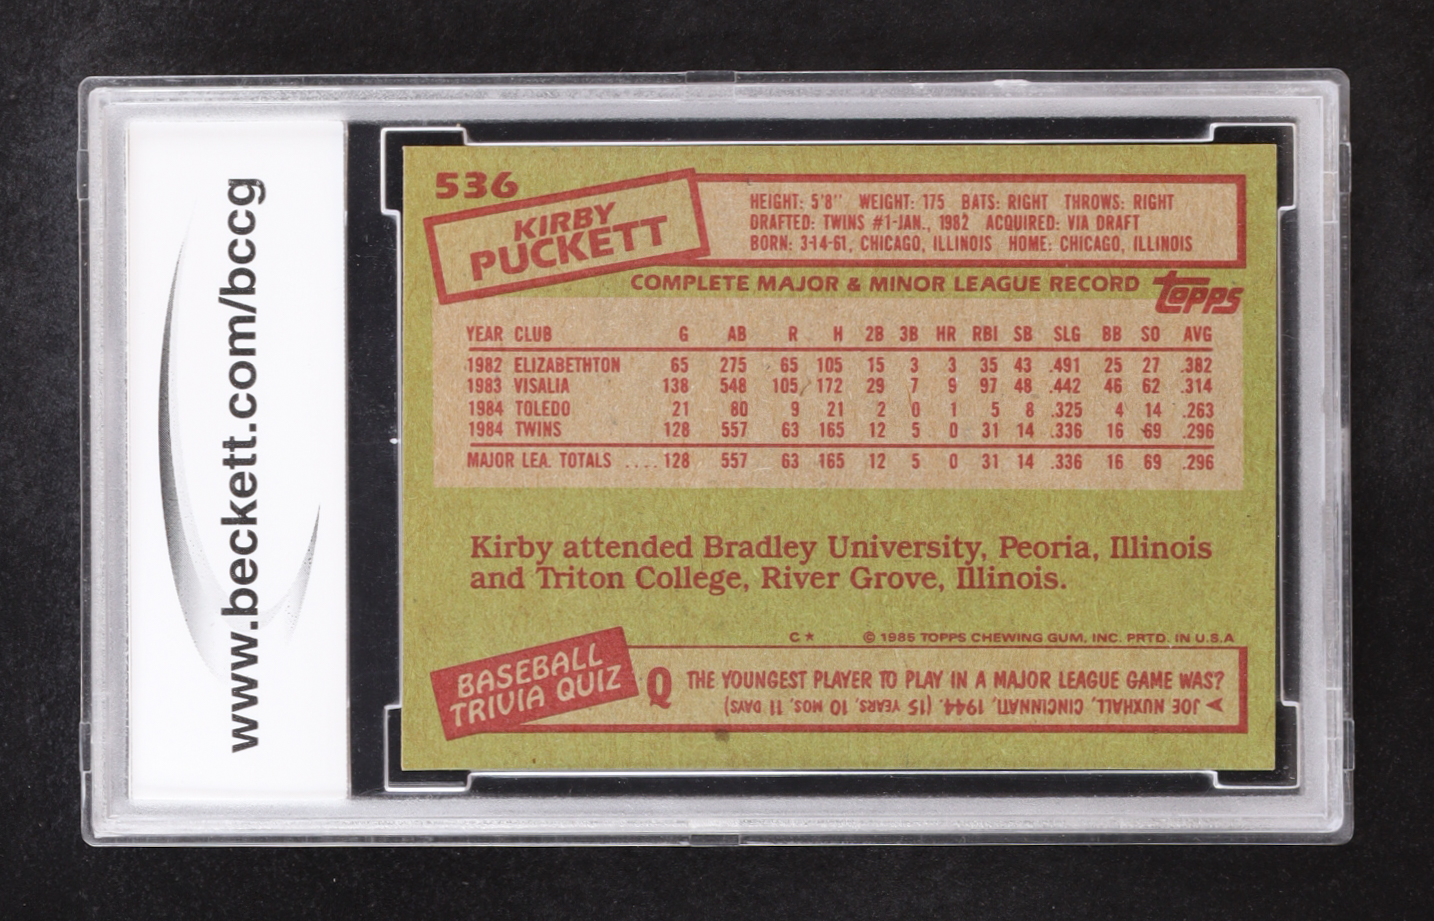 www.beckett.com/bccg
536
KIRBY
PUCKETT
HEIGHT: 5'8" WEIGHT: 175 BATS: RIGHT THROWS: RIGHT
DRAFTED: TWINS #1-JAN., 1982 ACQUIRED: VIA DRAFT
BORN: 3-14-61, CHICAGO, ILLINOIS HOME: CHICAGO, ILLINOIS
COMPLETE MAJOR & MINOR LEAGUE RECORD
topps
YEAR CLUB G AB R H 2B 3B HR RBI SB SLG BB SO AVG
1982 ELIZABETHTON 65 275 65 105 15 3 3 35 43 .491 25 27 .382
1983 VISALIA 138 548 105 172 29 7 9 97 48 .442 46 62 .314
1984 TOLEDO 21 80 9 21 2 0 1 5 8 .325 4 14 .263
1984 TWINS 128 557 63 165 12 5 0 31 14 .336 16 69 .296
MAJOR LEA. TOTALS .... 128 557 63 165 12 5 0 31 14 .336 16 69 .296
Kirby attended Bradley University, Peoria, Illinois
and Triton College, River Grove, Illinois.
C* © 1985 TOPPS CHEWING GUM, INC. PRTD. IN U.S.A
BASEBALL
TRIVIA QUIZ
Q THE YOUNGEST PLAYER TO PLAY IN A MAJOR LEAGUE GAME WAS?
JOE NUXHALL, CINCINNATI, 1944. (15 YEARS, 10 MOS, 11 DAYS)